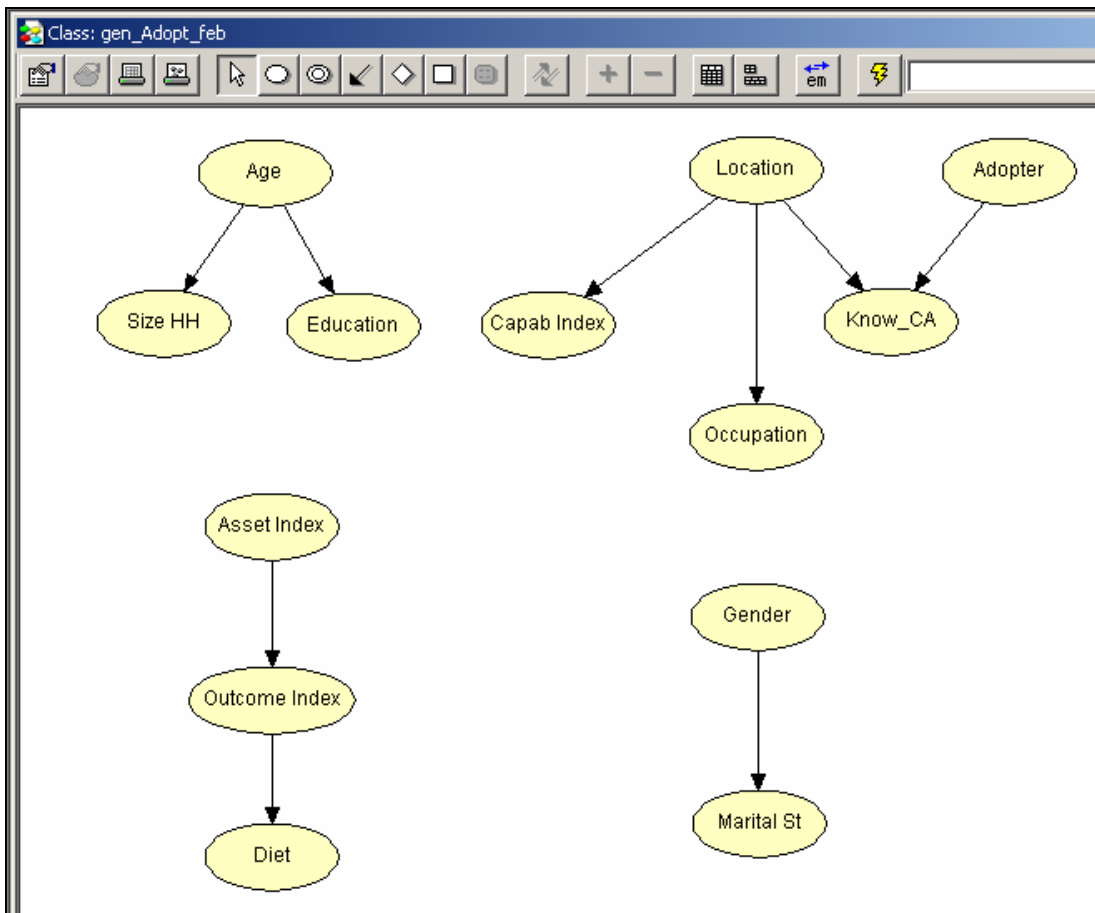 Class: gen_Adopt_feb
em
Age
Location
Adopter
Size HH
Education
Capab Index
Know_CA
Occupation
Asset Index
Gender
Outcome Index
Marital St
Diet